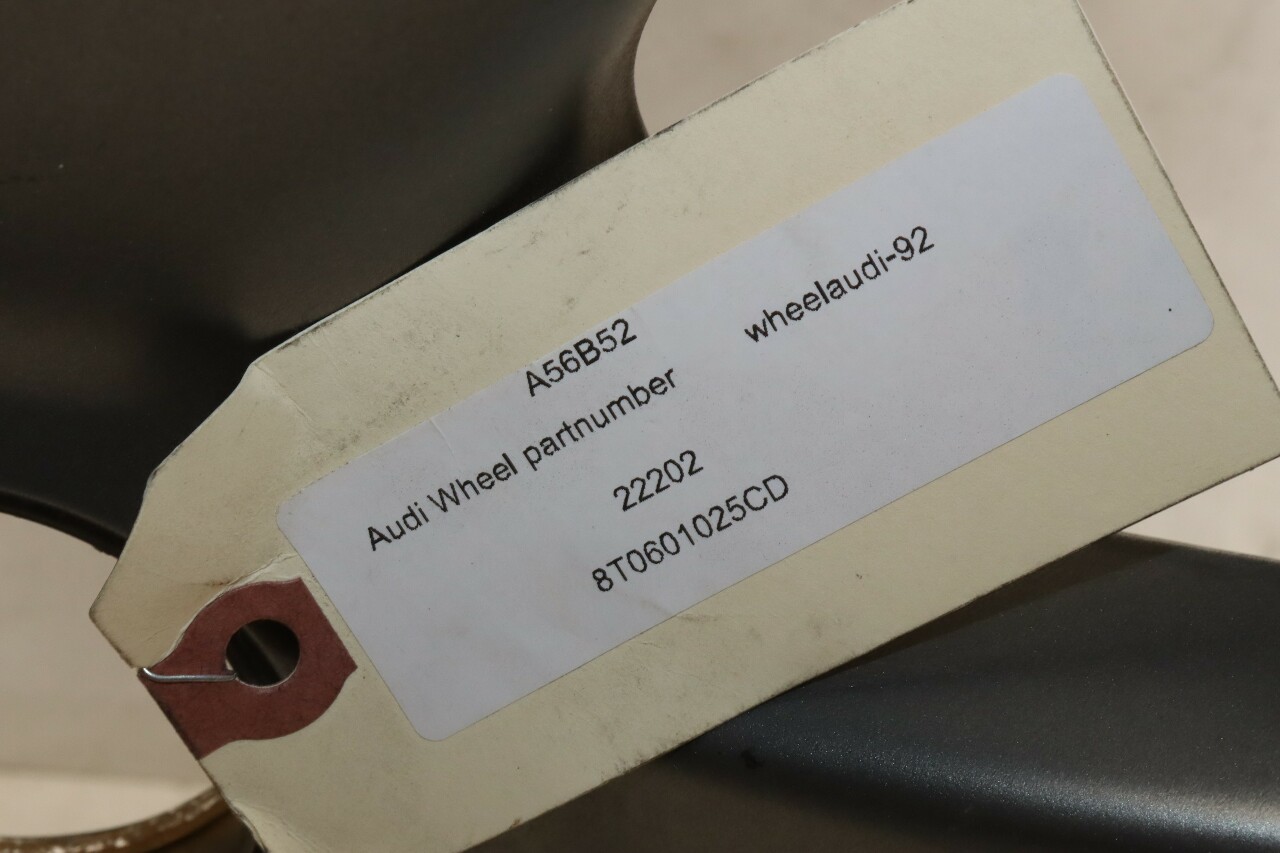 A56B52
wheelaudi-92
Audi Wheel partnumber
22202
8T0601025CD